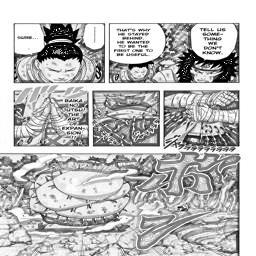 TELL US
SOME-
THING
WE
DON'T
KNOW.
THAT'S WHY
HE STAYED
BEHIND.
HE WANTED
TO BE THE
FIRST ONE TO
BE USEFUL.
SURE...
BAIKA
NO
JUTSU
THE
ART
OF
EXPAN-
SION